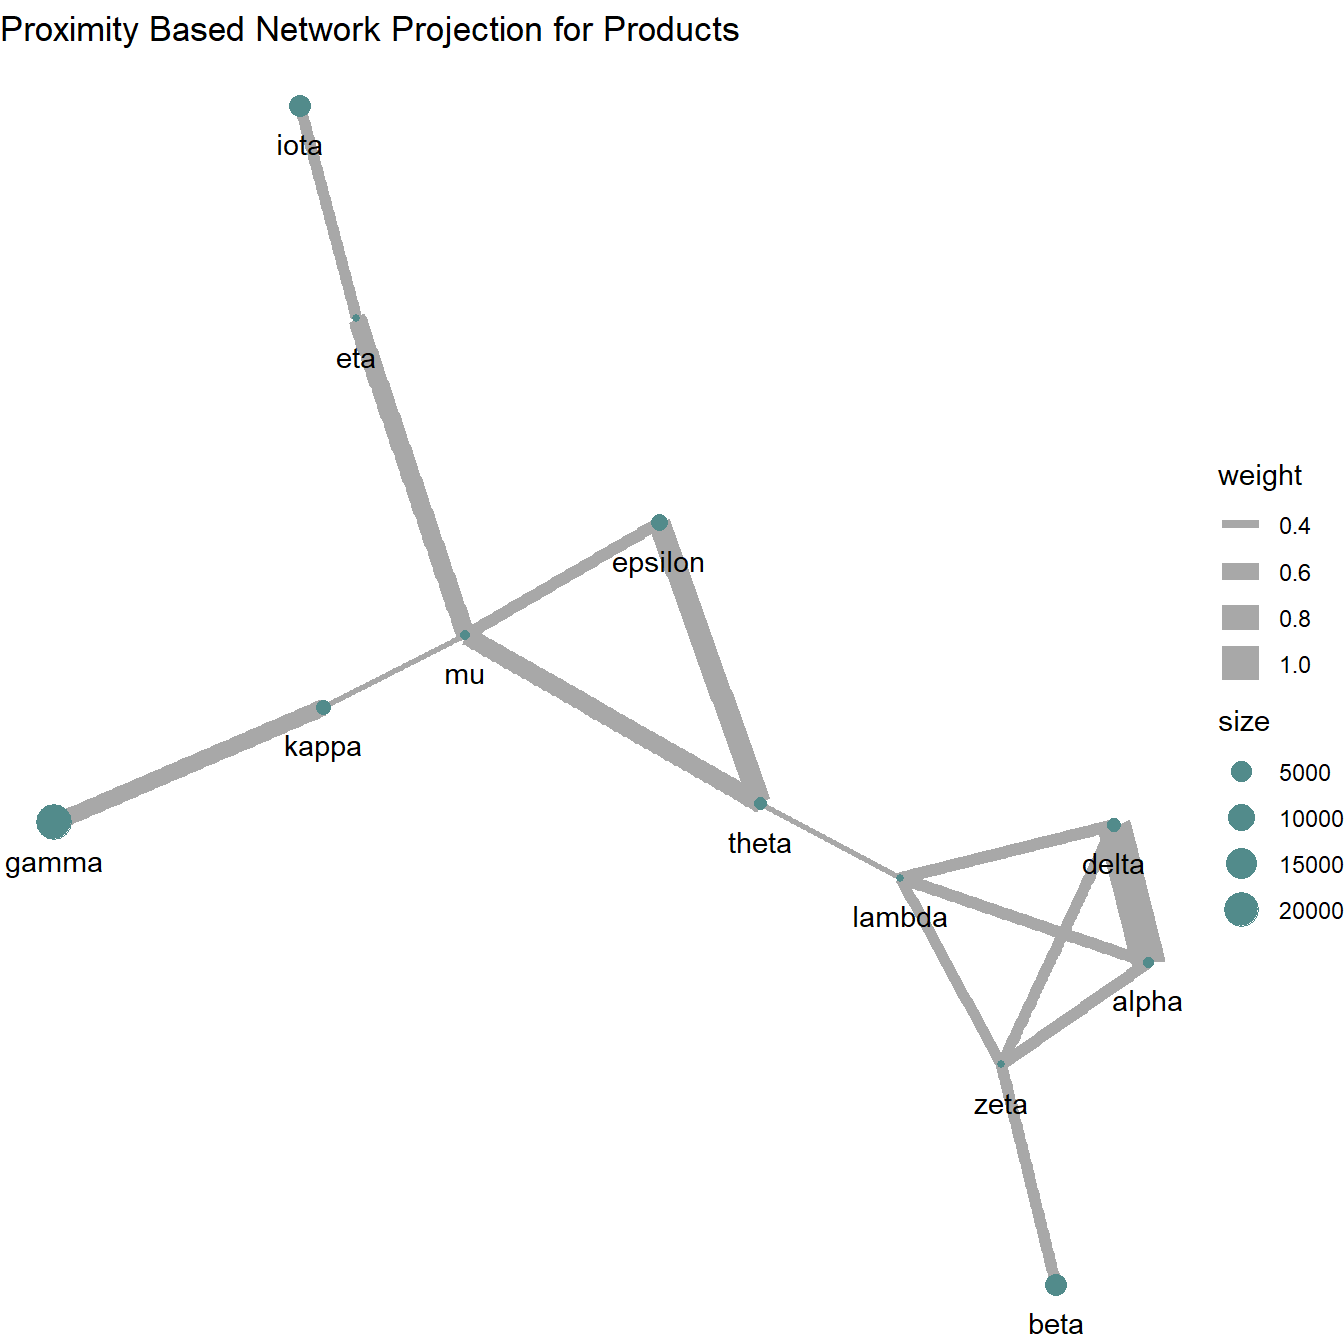 Proximity Based Network Projection for Products
iota
eta
epsilon
mu
kappa
theta
gamma
delta
lambda
alpha
zeta
beta
weight
0.4
0.6
0.8
1.0
size
5000
10000
15000
20000